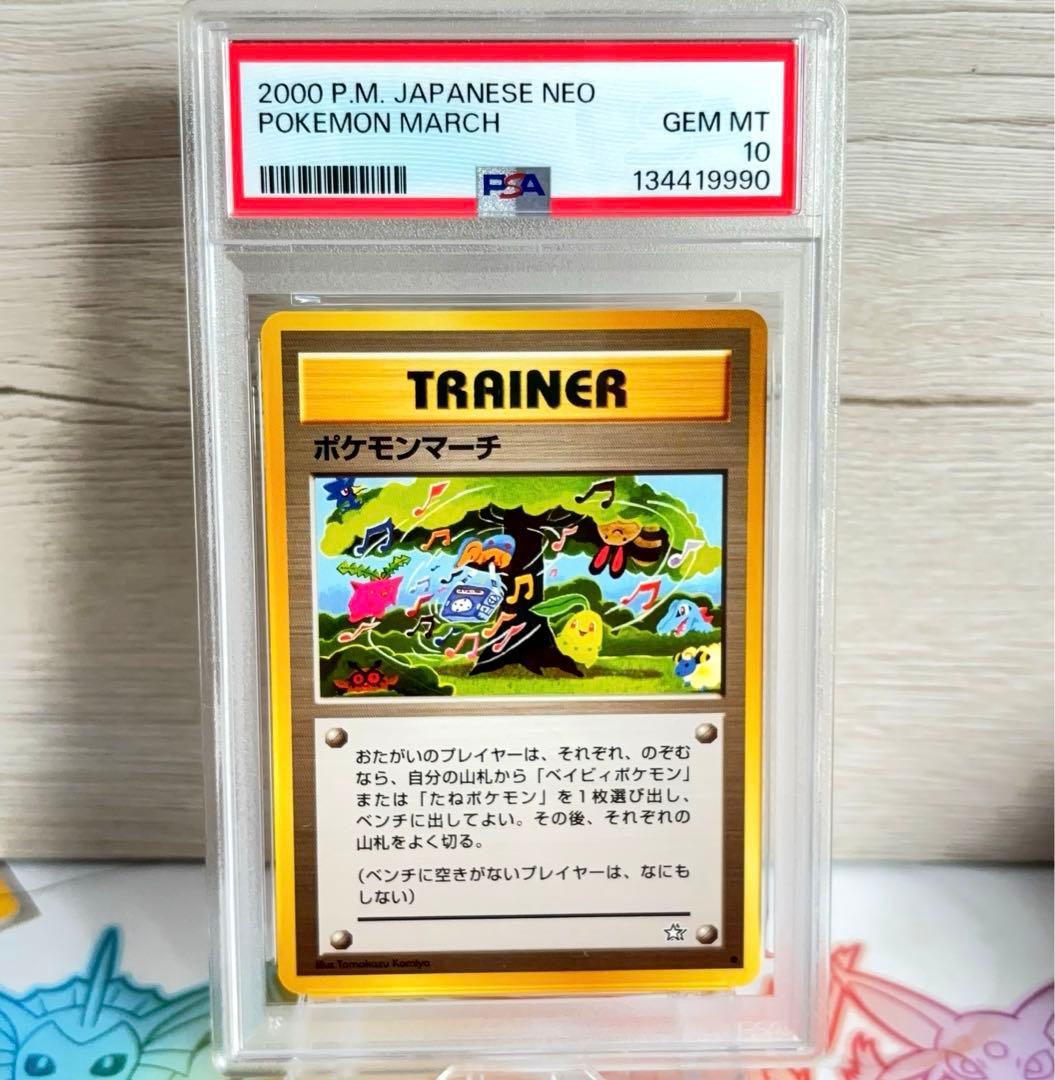 2000 P.M. JAPANESE NEO
POKEMON MARCH
GEM MT
10
134419990
PSA
TRAINER
ポケモンマーチ
おたがいのプレイヤーは、それぞれ、のぞむ
なら、自分の山札から「ベイビィポケモン」
または「たねポケモン」を1枚選び出し、
ベンチに出してよい。その後、それぞれの
山札をよく切る。
(ベンチに空きがないプレイヤーは、なにも
しない)
Illus Tomokazu Komiya